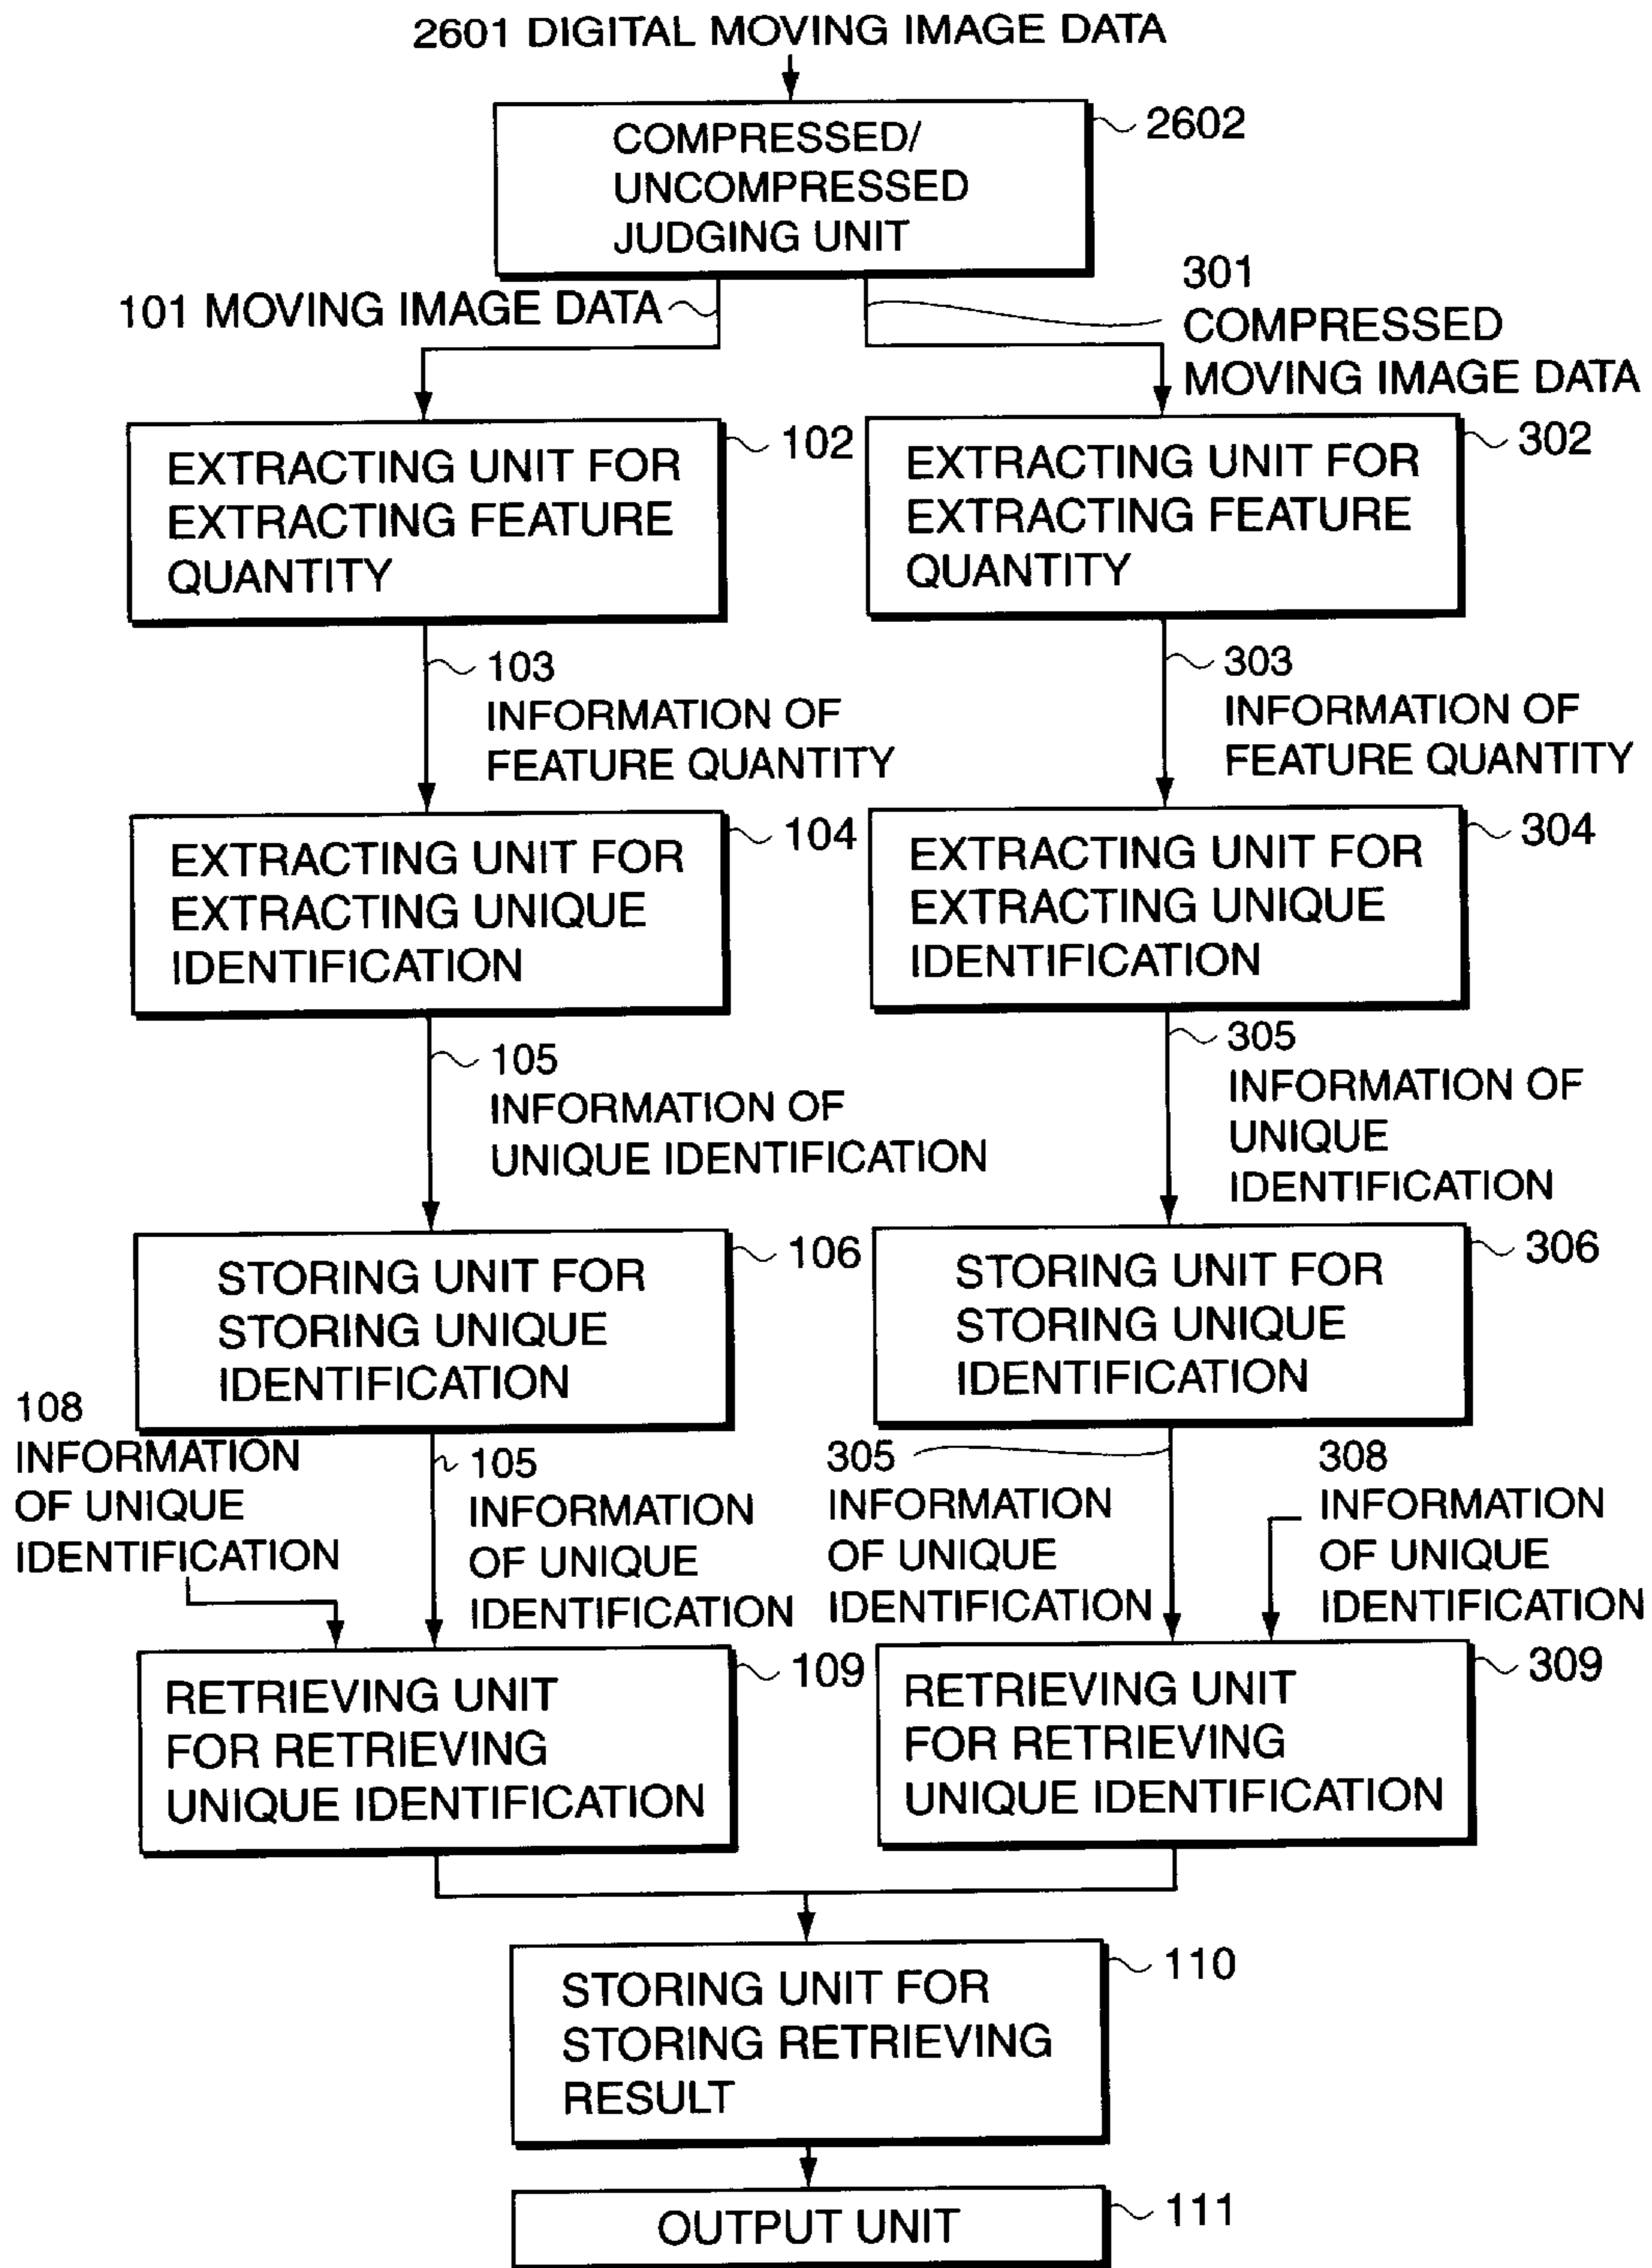 2601 DIGITAL MOVING IMAGE DATA
COMPRESSED/
UNCOMPRESSED
JUDGING UNIT
2602
101 MOVING IMAGE DATA
301
COMPRESSED
MOVING IMAGE DATA
EXTRACTING UNIT FOR
EXTRACTING FEATURE
QUANTITY
102
EXTRACTING UNIT FOR
EXTRACTING FEATURE
QUANTITY
302
103
INFORMATION OF
FEATURE QUANTITY
303
INFORMATION OF
FEATURE QUANTITY
EXTRACTING UNIT FOR
EXTRACTING UNIQUE
IDENTIFICATION
104
EXTRACTING UNIT FOR
EXTRACTING UNIQUE
IDENTIFICATION
304
105
INFORMATION OF
UNIQUE IDENTIFICATION
305
INFORMATION OF
UNIQUE
IDENTIFICATION
STORING UNIT FOR
STORING UNIQUE
IDENTIFICATION
106
STORING UNIT FOR
STORING UNIQUE
IDENTIFICATION
306
108
INFORMATION
OF UNIQUE
IDENTIFICATION
105
INFORMATION
OF UNIQUE
IDENTIFICATION
305
INFORMATION
OF UNIQUE
IDENTIFICATION
308
INFORMATION
OF UNIQUE
IDENTIFICATION
RETRIEVING UNIT
FOR RETRIEVING
UNIQUE IDENTIFICATION
109
RETRIEVING UNIT
FOR RETRIEVING
UNIQUE IDENTIFICATION
309
STORING UNIT FOR
STORING RETRIEVING
RESULT
110
OUTPUT UNIT
111